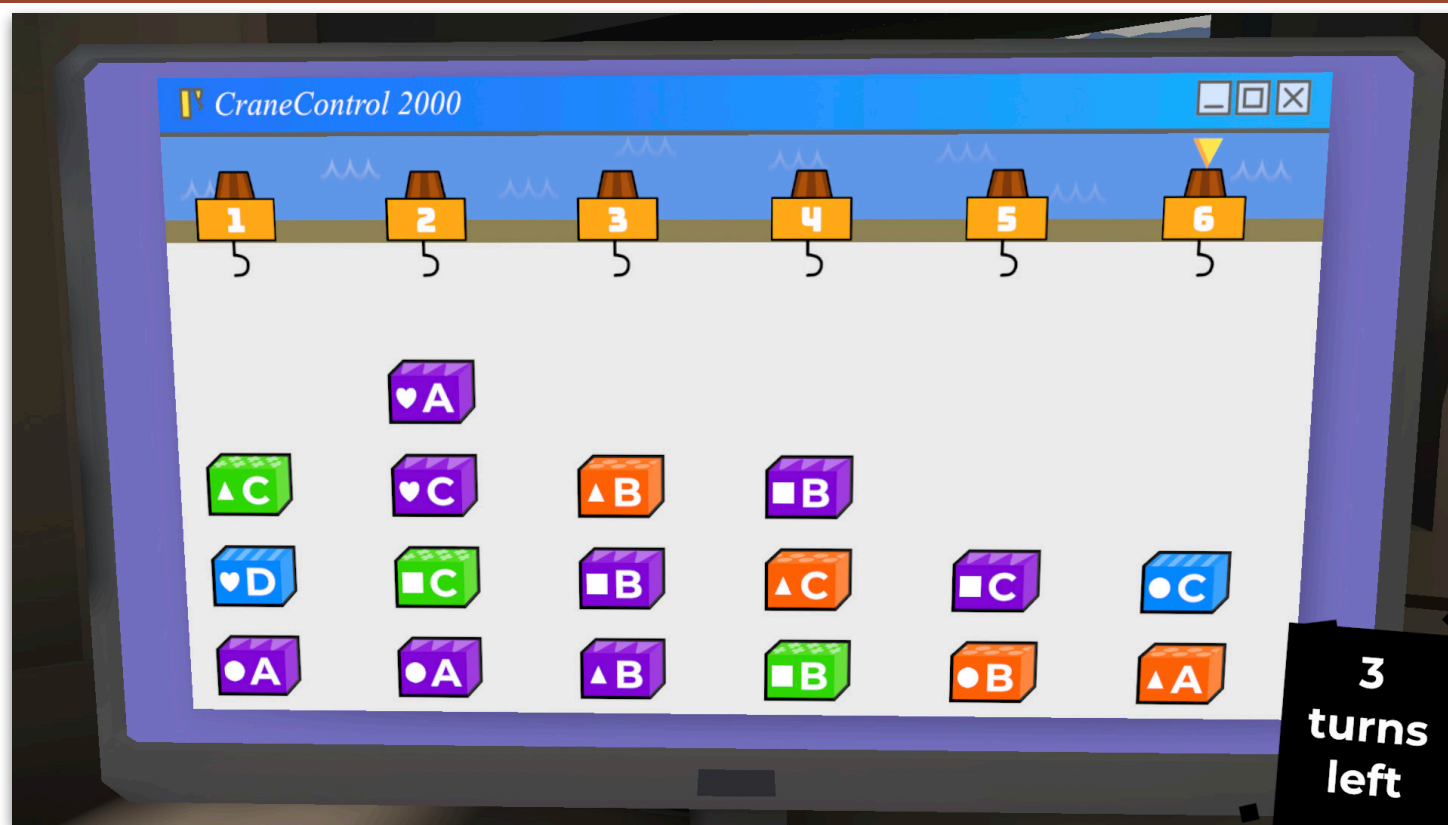 CraneControl 2000
1 2 3 4 5 6
A
C C B B
D C B C C C
A A B B B A
3
turns
left